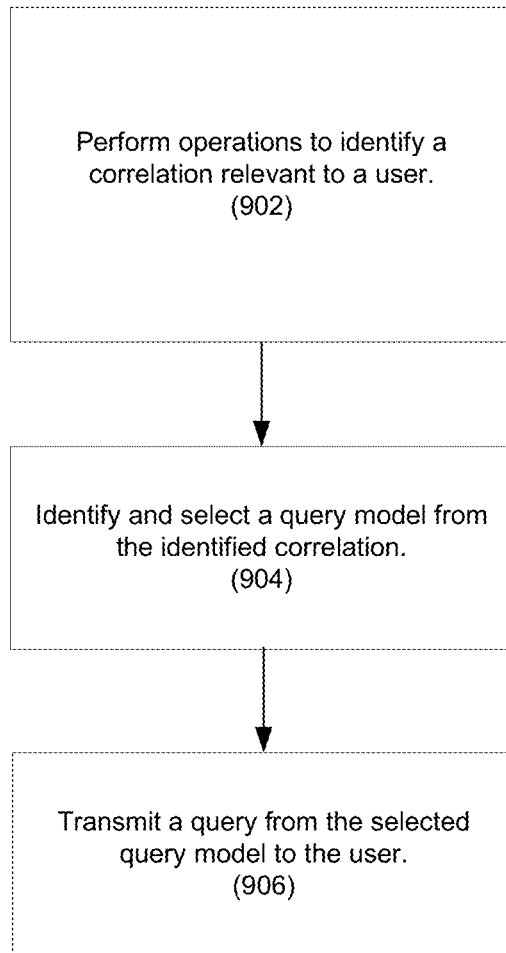 Perform operations to identify a
correlation relevant to a user.
(902)
Identify and select a query model from
the identified correlation.
(904)
Transmit a query from the selected
query model to the user.
(906)